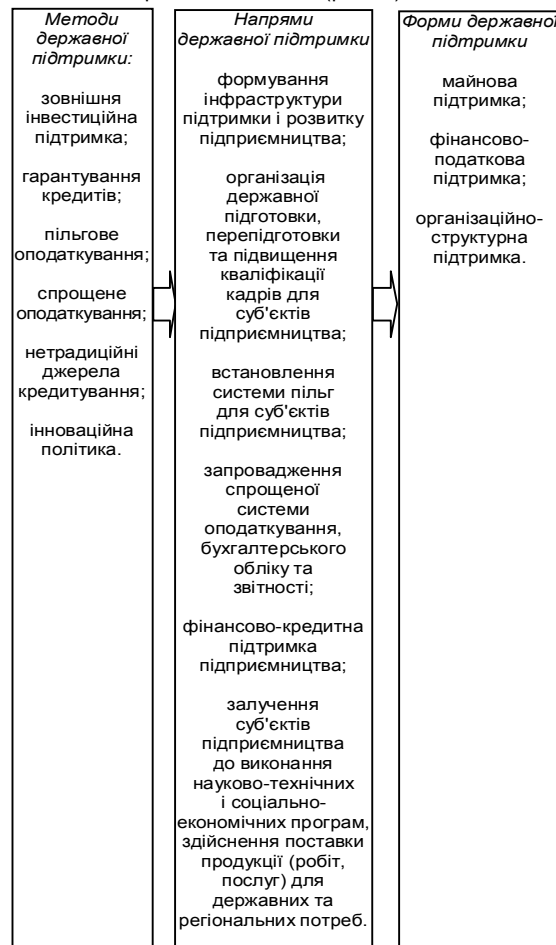 Методи
державної
підтримки:
зовнішня
інвестиційна
підтримка;
гарантування
кредитів;
пільгове
оподаткування;
спрощене
оподаткування;
нетрадиційні
джерела
кредитування;
інноваційна
політика.
Напрями
державної підтримки
формування
інфраструктури
підтримки і розвитку
підприємництва;
організація
державної
підготовки,
перепідготовки
та підвищення
кваліфікації
кадрів для
суб'єктів
підприємництва;
встановлення
системи пільг
для суб'єктів
підприємництва;
запровадження
спрощеної
системи
оподаткування,
бухгалтерського
обліку та
звітності;
фінансово-кредитна
підтримка
підприємництва;
залучення
суб'єктів
підприємництва
до виконання
науково-технічних
і соціально-
економічних програм,
здійснення поставки
продукції (робіт,
послуг) для
державних та
регіональних потреб.
Форми державної
підтримки
майнова
підтримка;
фінансово-
податкова
підтримка;
організаційно-
структурна
підтримка.